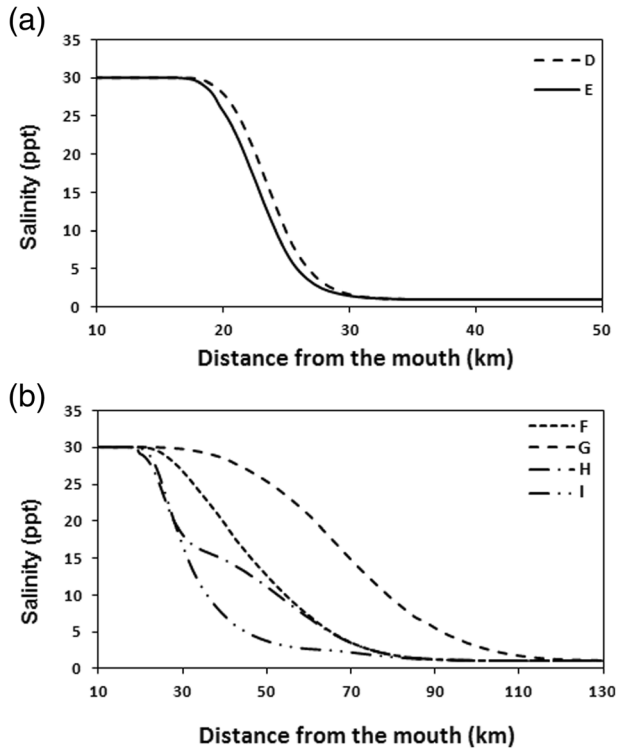 (a)
35
30
25
20
15
10
5
0
Salinity (ppt)
D
E
10 20 30 40 50
Distance from the mouth (km)
(b)
35
30
25
20
15
10
5
0
Salinity (ppt)
F
G
H
I
10 30 50 70 90 110 130
Distance from the mouth (km)